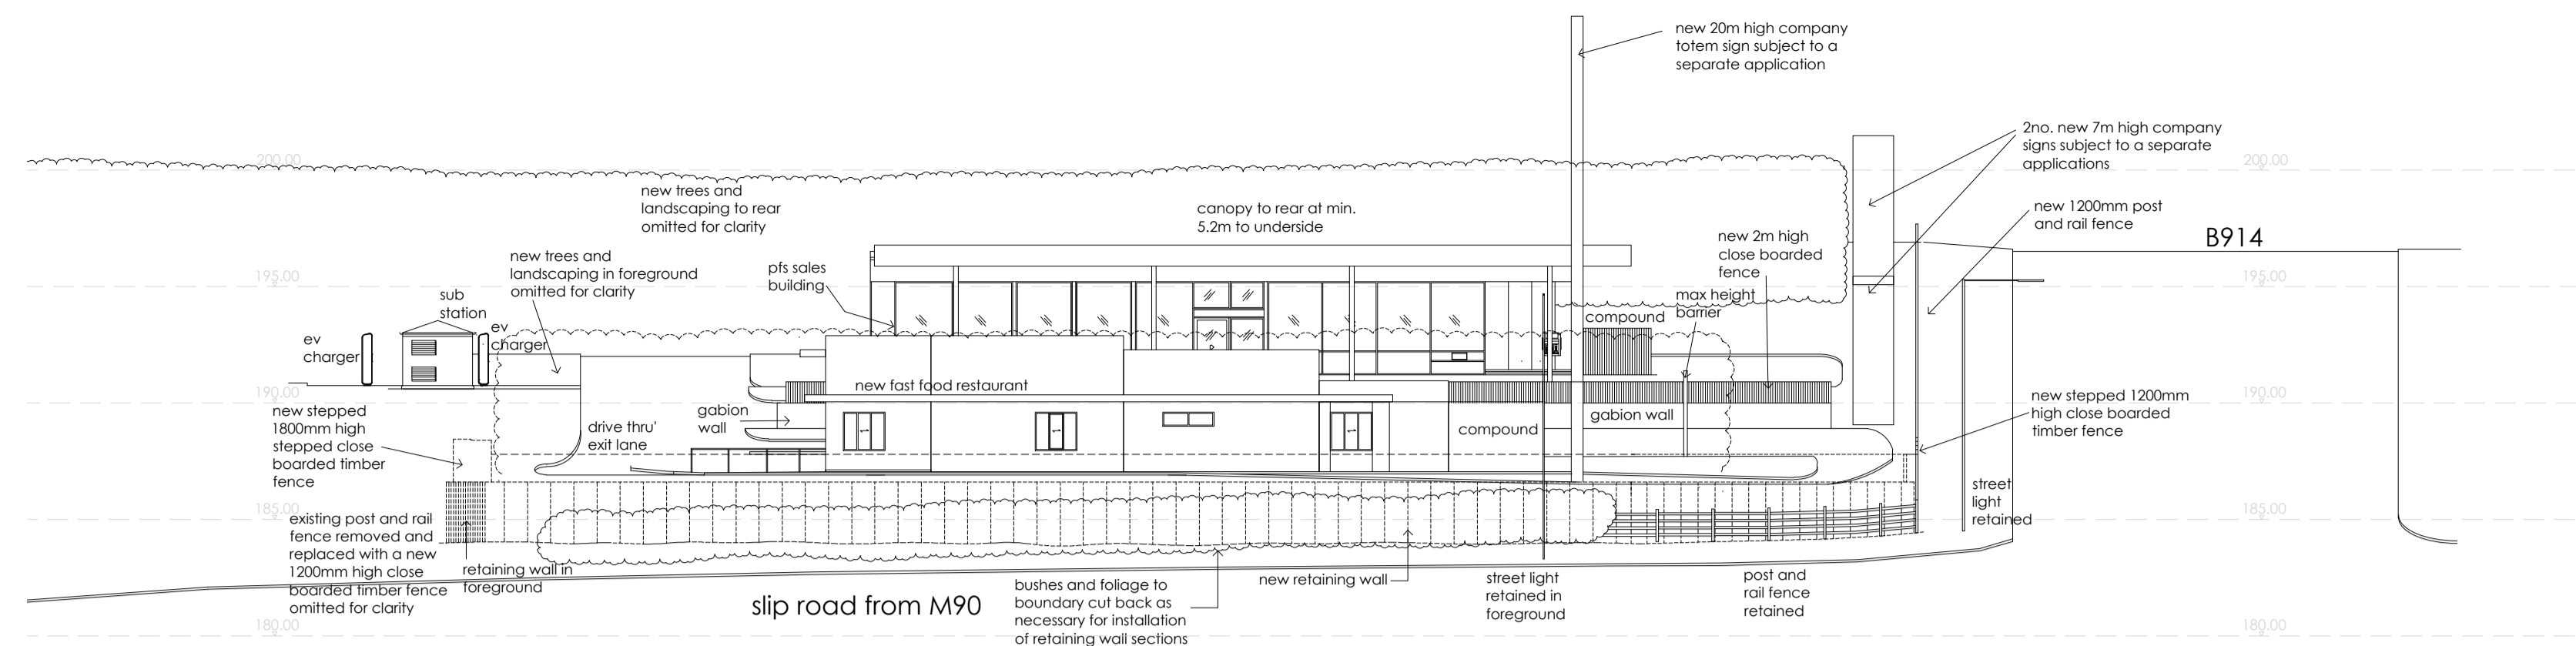 new 20m high company
totem sign subject to a
separate application
2no. new 7m high company
signs subject to a separate
applications
200.00
200.00
new trees and
landscaping to rear
omitted for clarity
canopy to rear at min.
5.2m to underside
new 1200mm post
and rail fence
new 2m high
close boarded
fence
B914
new trees and
landscaping in foreground
omitted for clarity
pfs sales
building
195.00
195.00
sub
station
max height
barrier
ev
charger
ev
charger
compound
190.00
190.00
new fast food restaurant
new stepped
1800mm high
stepped close
boarded timber
fence
drive thru'
exit lane
gabion
wall
compound
gabion wall
new stepped 1200mm
high close boarded
timber fence
185.00
185.00
street
light
retained
existing post and rail
fence removed and
replaced with a new
1200mm high close
boarded timber fence
omitted for clarity
retaining wall in
foreground
slip road from M90
bushes and foliage to
boundary cut back as
necessary for installation
of retaining wall sections
new retaining wall
street light
retained in
foreground
post and
rail fence
retained
180.00
180.00